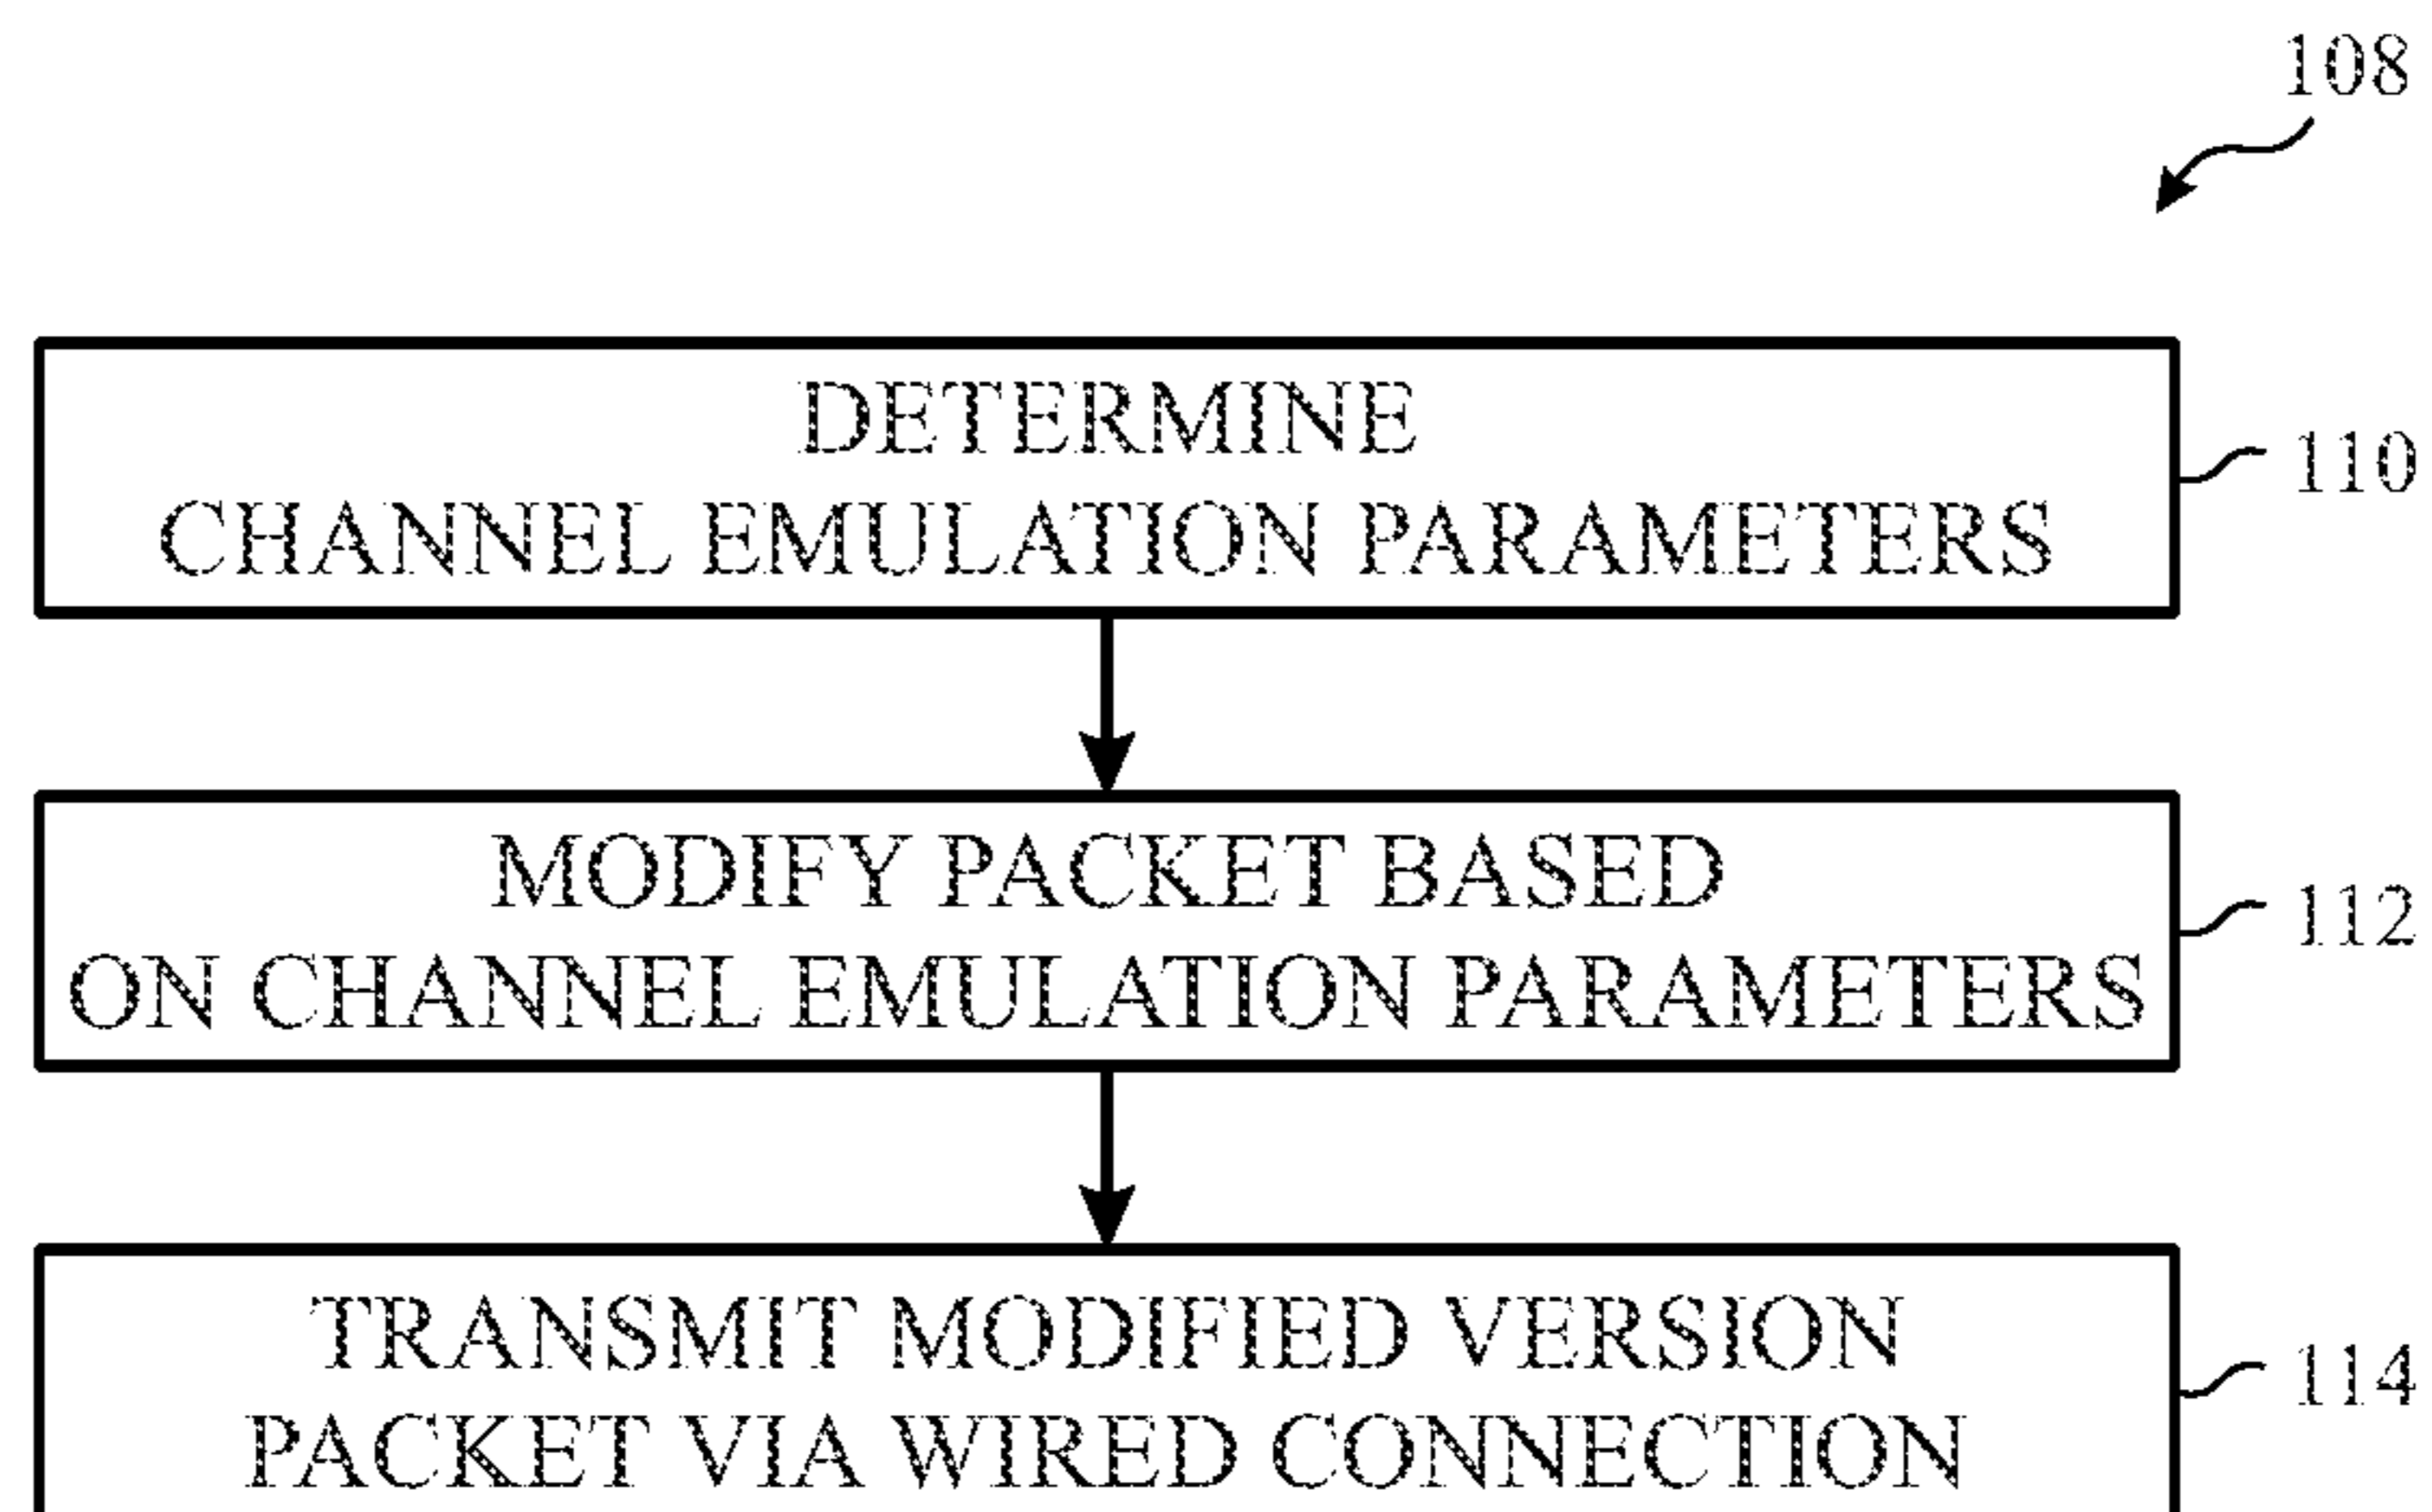 108
DETERMINE
CHANNEL EMULATION PARAMETERS
110
MODIFY PACKET BASED
ON CHANNEL EMULATION PARAMETERS
112
TRANSMIT MODIFIED VERSION
PACKET VIA WIRED CONNECTION
114